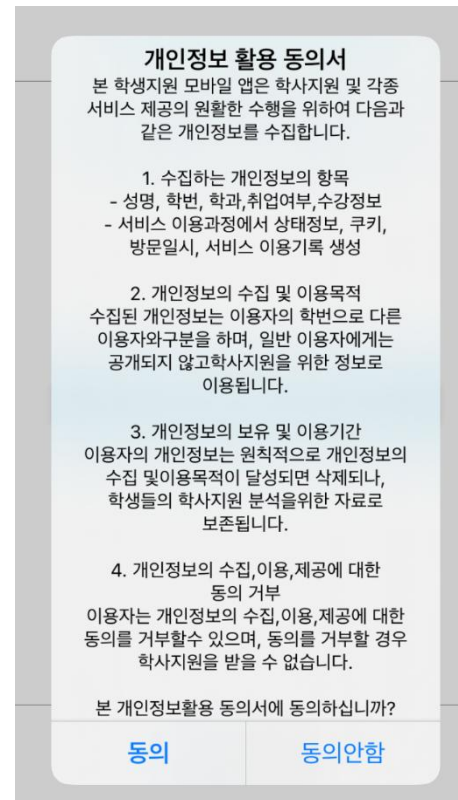 개인정보 활용 동의서
본 학생지원 모바일 앱은 학사지원 및 각종
서비스 제공의 원활한 수행을 위하여 다음과
같은 개인정보를 수집합니다.
1. 수집하는 개인정보의 항목
- 성명, 학번, 학과,취업여부,수강정보
- 서비스 이용과정에서 상태정보, 쿠키,
방문일시, 서비스 이용기록 생성
2. 개인정보의 수집 및 이용목적
수집된 개인정보는 이용자의 학번으로 다른
이용자와구분을 하며, 일반 이용자에게는
공개되지 않고학사지원을 위한 정보로
이용됩니다.
3. 개인정보의 보유 및 이용기간
이용자의 개인정보는 원칙적으로 개인정보의
수집 및이용목적이 달성되면 삭제되나,
학생들의 학사지원 분석을위한 자료로
보존됩니다.
4. 개인정보의 수집,이용,제공에 대한
동의 거부
이용자는 개인정보의 수집,이용,제공에 대한
동의를 거부할수 있으며, 동의를 거부할 경우
학사지원을 받을 수 없습니다.
본 개인정보활용 동의서에 동의하십니까?
동의 동의안함